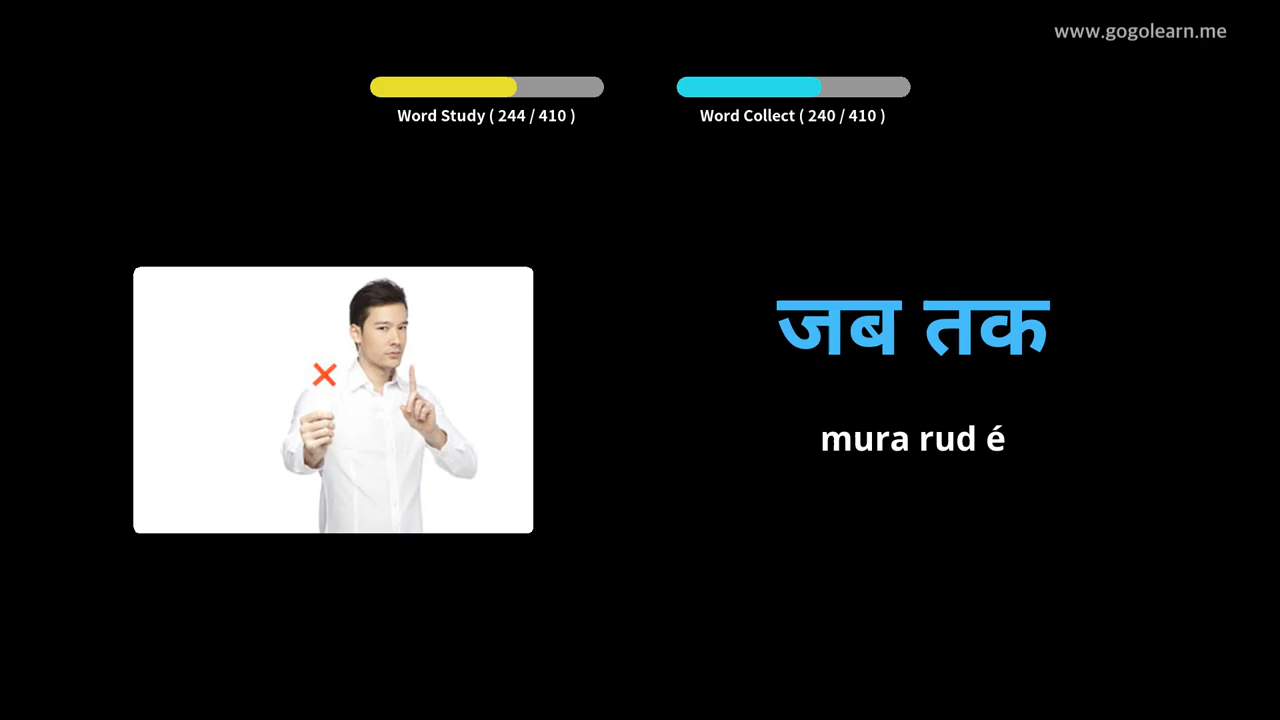 www.gogolearn.me
Word Study ( 244 / 410 )
Word Collect ( 240 / 410 )
जब तक
mura rud é